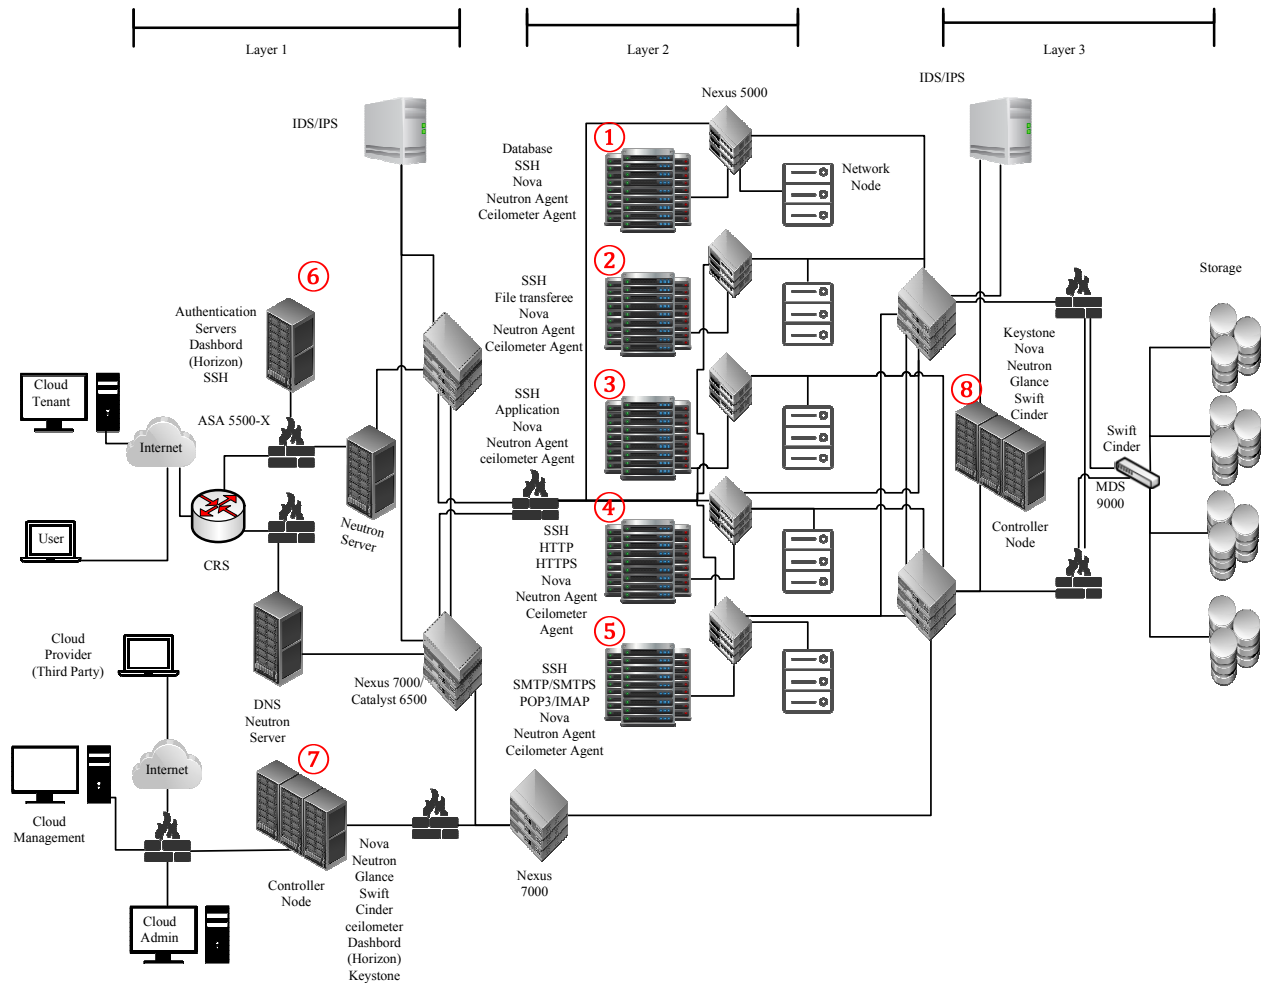 Layer 1
Layer 2
Layer 3
IDS/IPS
IDS/IPS
Nexus 5000
1
Database
SSH
Nova
Neutron Agent
Ceilometer Agent
Network
Node
2
SSH
File transferee
Nova
Neutron Agent
Ceilometer Agent
3
SSH
Application
Nova
Neutron Agent
ceilometer Agent
4
SSH
HTTP
HTTPS
Nova
Neutron Agent
Ceilometer
Agent
5
SSH
SMTP/SMTPS
POP3/IMAP
Nova
Neutron Agent
Ceilometer Agent
6
Authentication
Servers
Dashbord
(Horizon)
SSH
Cloud
Tenant
ASA 5500-X
Internet
User
CRS
Neutron
Server
Cloud
Provider
(Third Party)
DNS
Neutron
Server
Nexus 7000/
Catalyst 6500
Internet
Cloud
Management
Cloud
Admin
7
Controller
Node
Nova
Neutron
Glance
Swift
Cinder
ceilometer
Dashbord
(Horizon)
Keystone
Nexus
7000
8
Keystone
Nova
Neutron
Glance
Swift
Cinder
Controller
Node
Swift
Cinder
MDS
9000
Storage